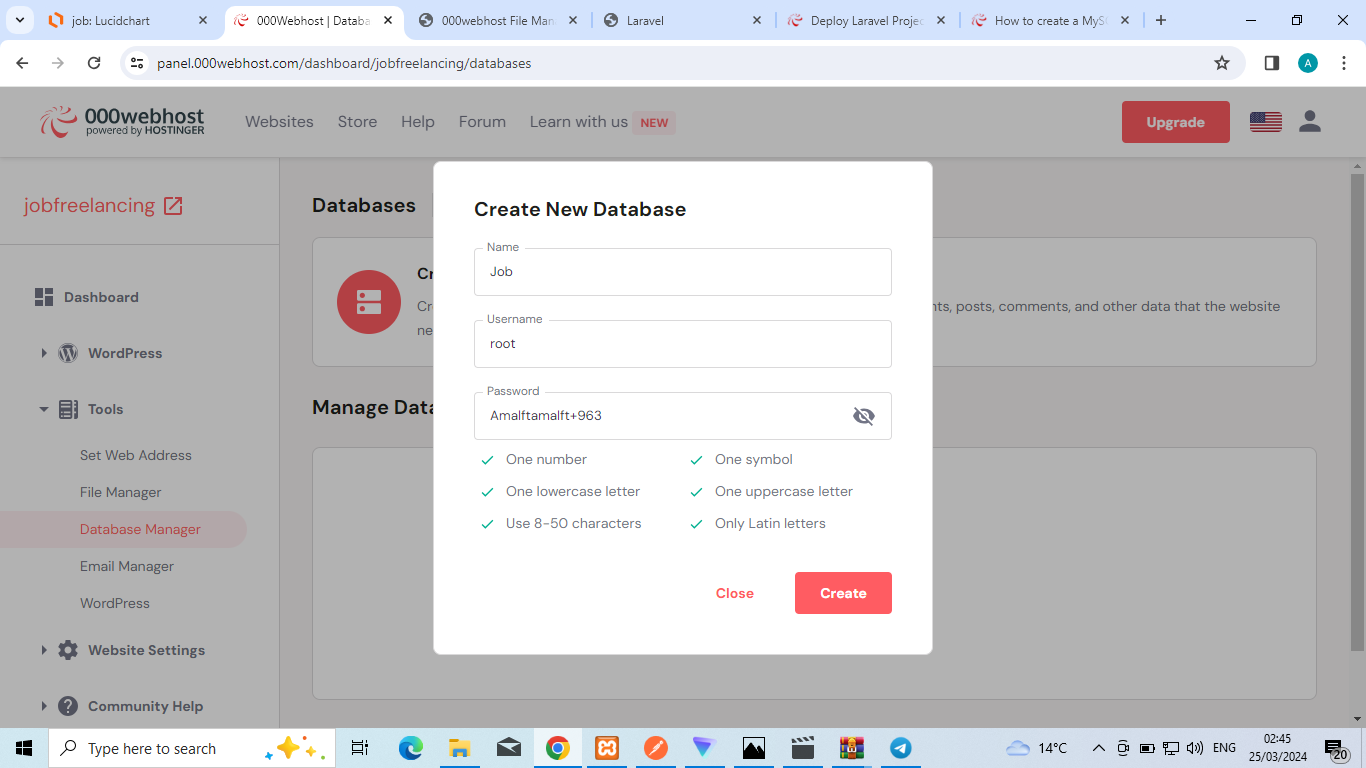 job: Lucidchart
000Webhost | Databa
000webhost File Man
Laravel
Deploy Laravel Projec
How to create a MySQ
panel.000webhost.com/dashboard/jobfreelancing/databases
A
000webhost
powered by HOSTINGER
Websites
Store
Help
Forum
Learn with us NEW
Upgrade
jobfreelancing
Dashboard
WordPress
Tools
Set Web Address
File Manager
Database Manager
Email Manager
WordPress
Website Settings
Community Help
Databases
Cr
Cr
nts, posts, comments, and other data that the website
ne
Manage Data
Create New Database
Name
Job
Username
root
Password
Amalftamalft+963
One number
One symbol
One lowercase letter
One uppercase letter
Use 8-50 characters
Only Latin letters
Close
Create
Type here to search
14°C
ENG
02:45
25/03/2024
20